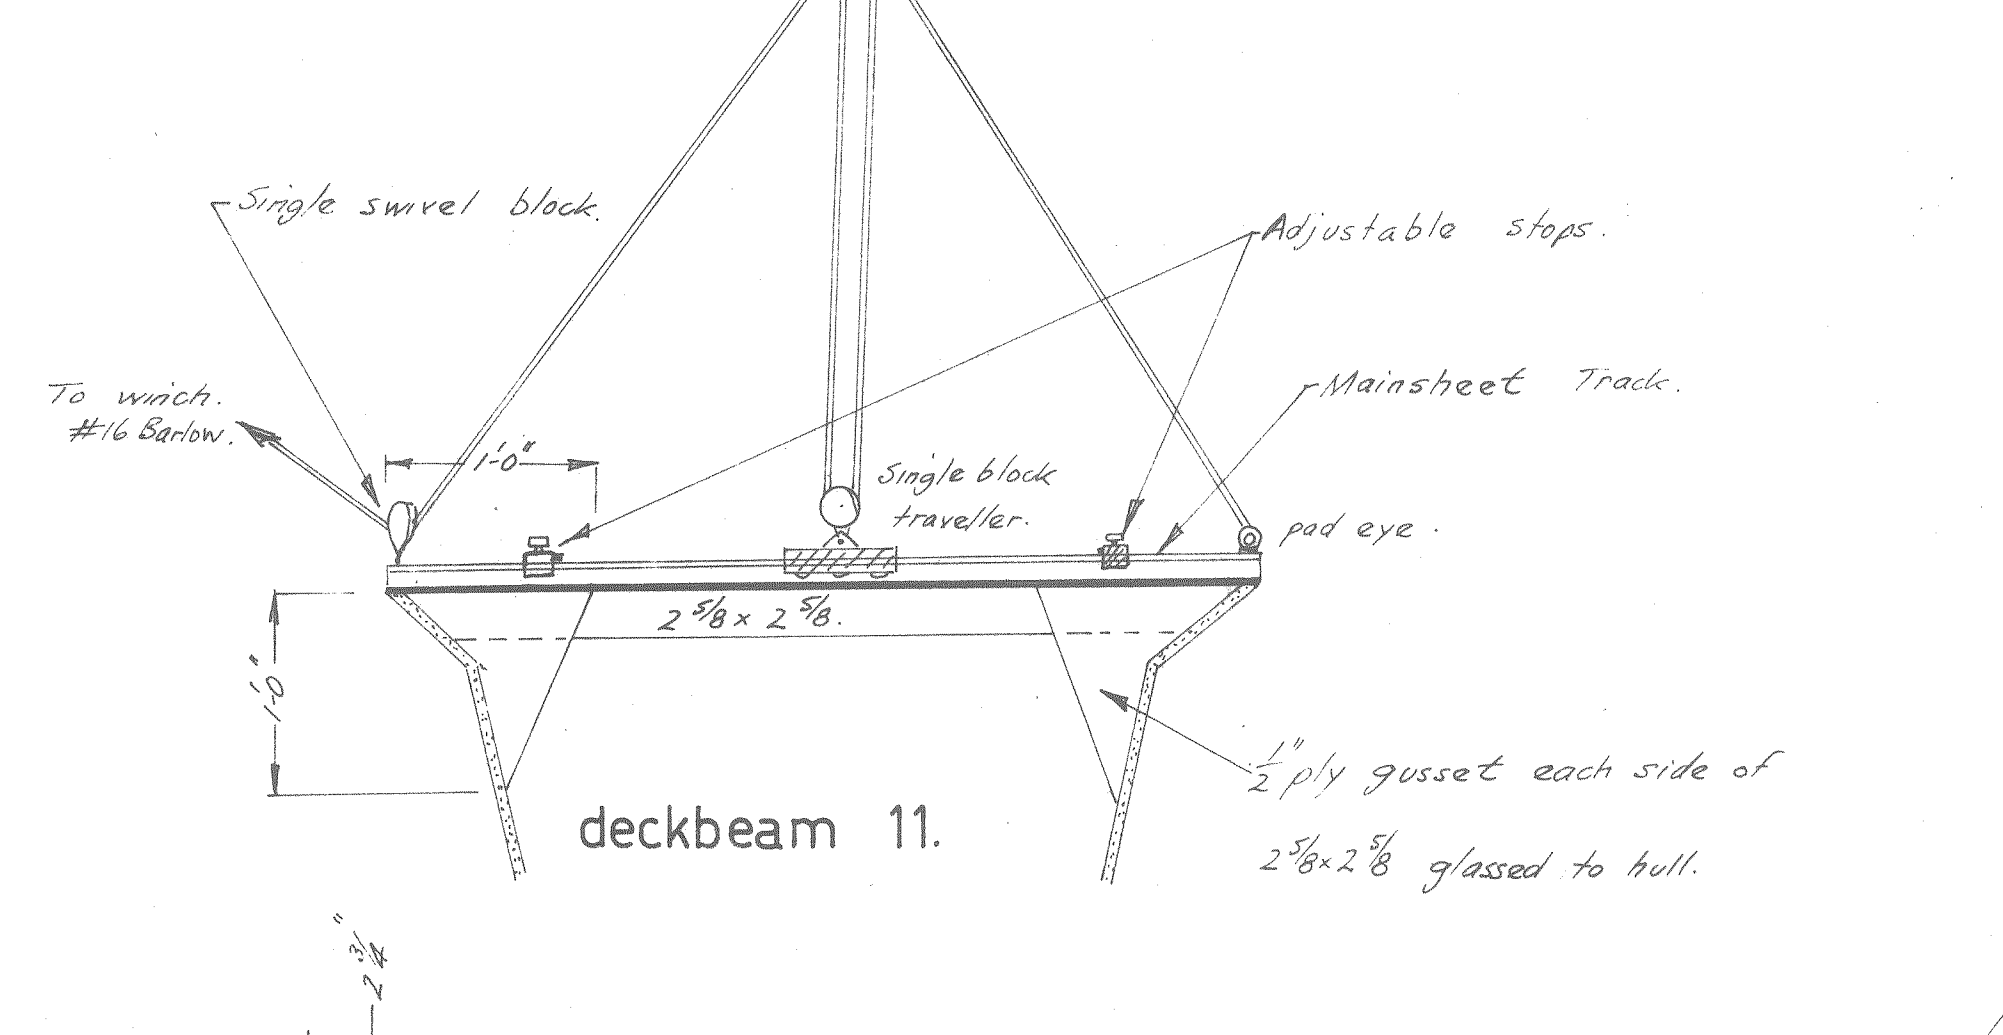 Single swivel block.
Adjustable stops.
To winch.
#16 Barlow.
Mainsheet Track.
1'-0"
Single block
traveller.
pad eye.
2 5/8 x 2 5/8.
1'-0"
1/2" ply gusset each side of
2 5/8 x 2 5/8 glassed to hull.
deckbeam 11.
2 3/4"